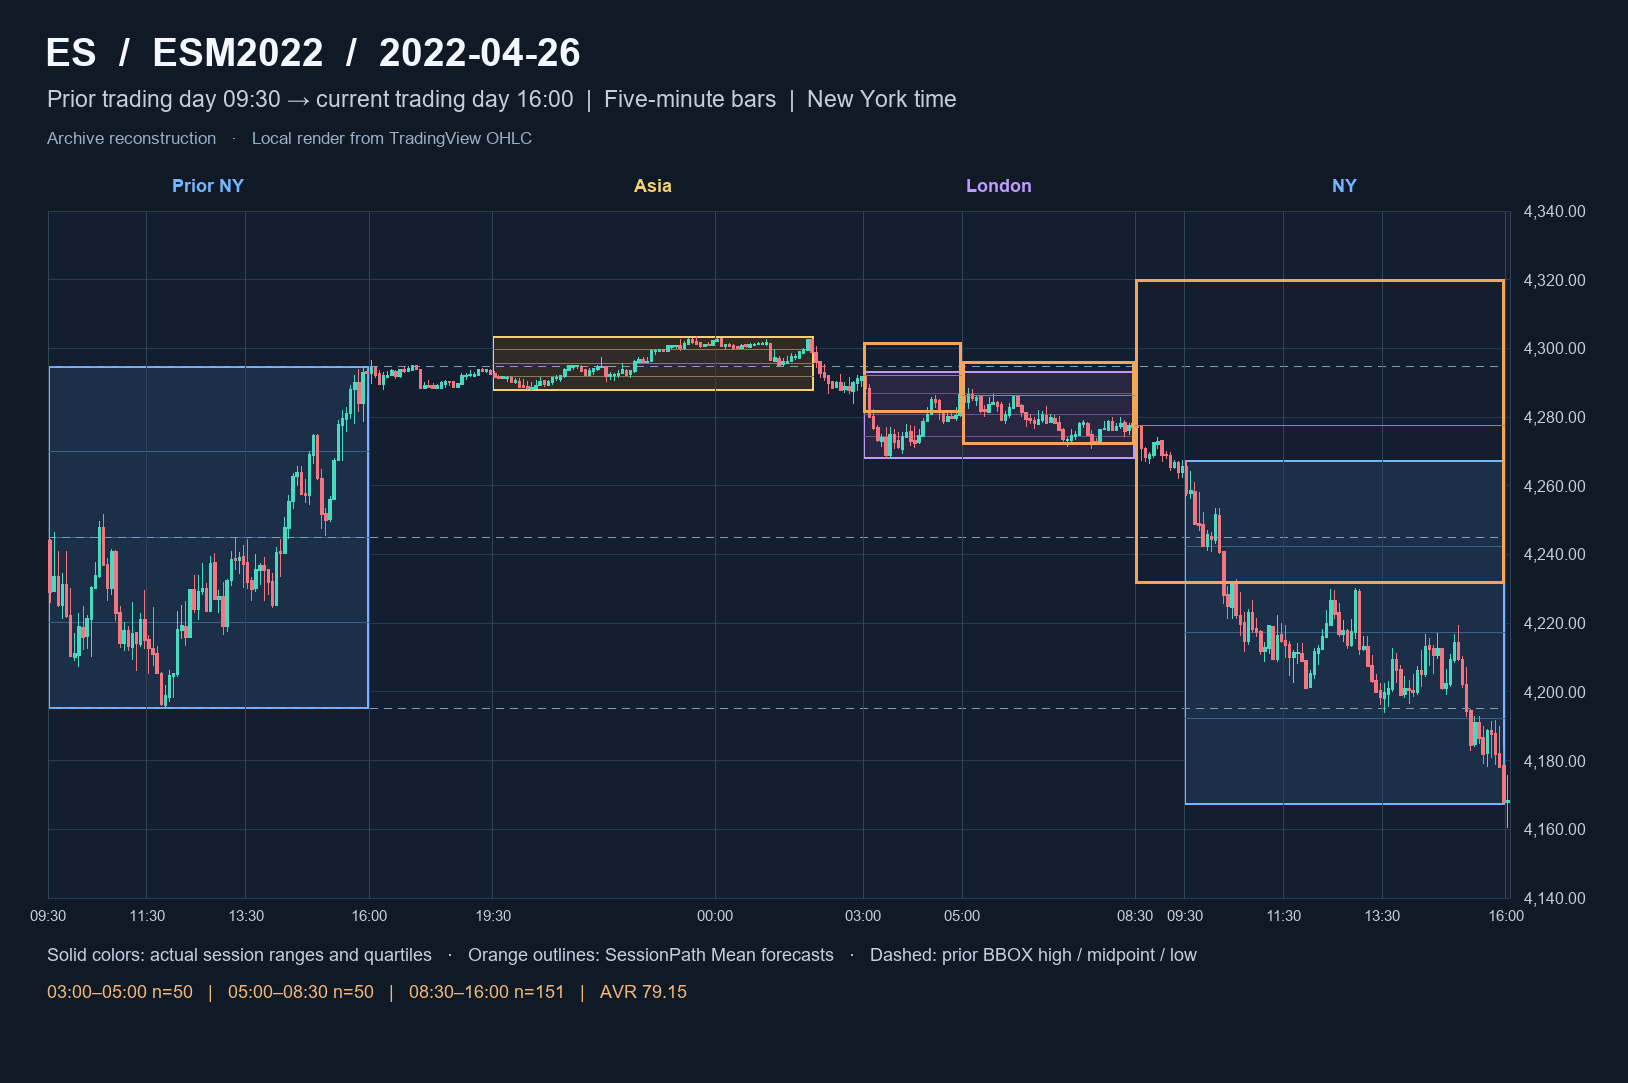 ES / ESM2022 / 2022-04-26
Prior trading day 09:30 → current trading day 16:00 | Five-minute bars | New York time
Archive reconstruction · Local render from TradingView OHLC
Prior NY Asia London NY
4,340.00
4,320.00
4,300.00
4,280.00
4,260.00
4,240.00
4,220.00
4,200.00
4,180.00
4,160.00
4,140.00
09:30 11:30 13:30 16:00 19:30 00:00 03:00 05:00 08:30 09:30 11:30 13:30 16:00
Solid colors: actual session ranges and quartiles · Orange outlines: SessionPath Mean forecasts · Dashed: prior BBOX high / midpoint / low
03:00–05:00 n=50 | 05:00–08:30 n=50 | 08:30–16:00 n=151 | AVR 79.15